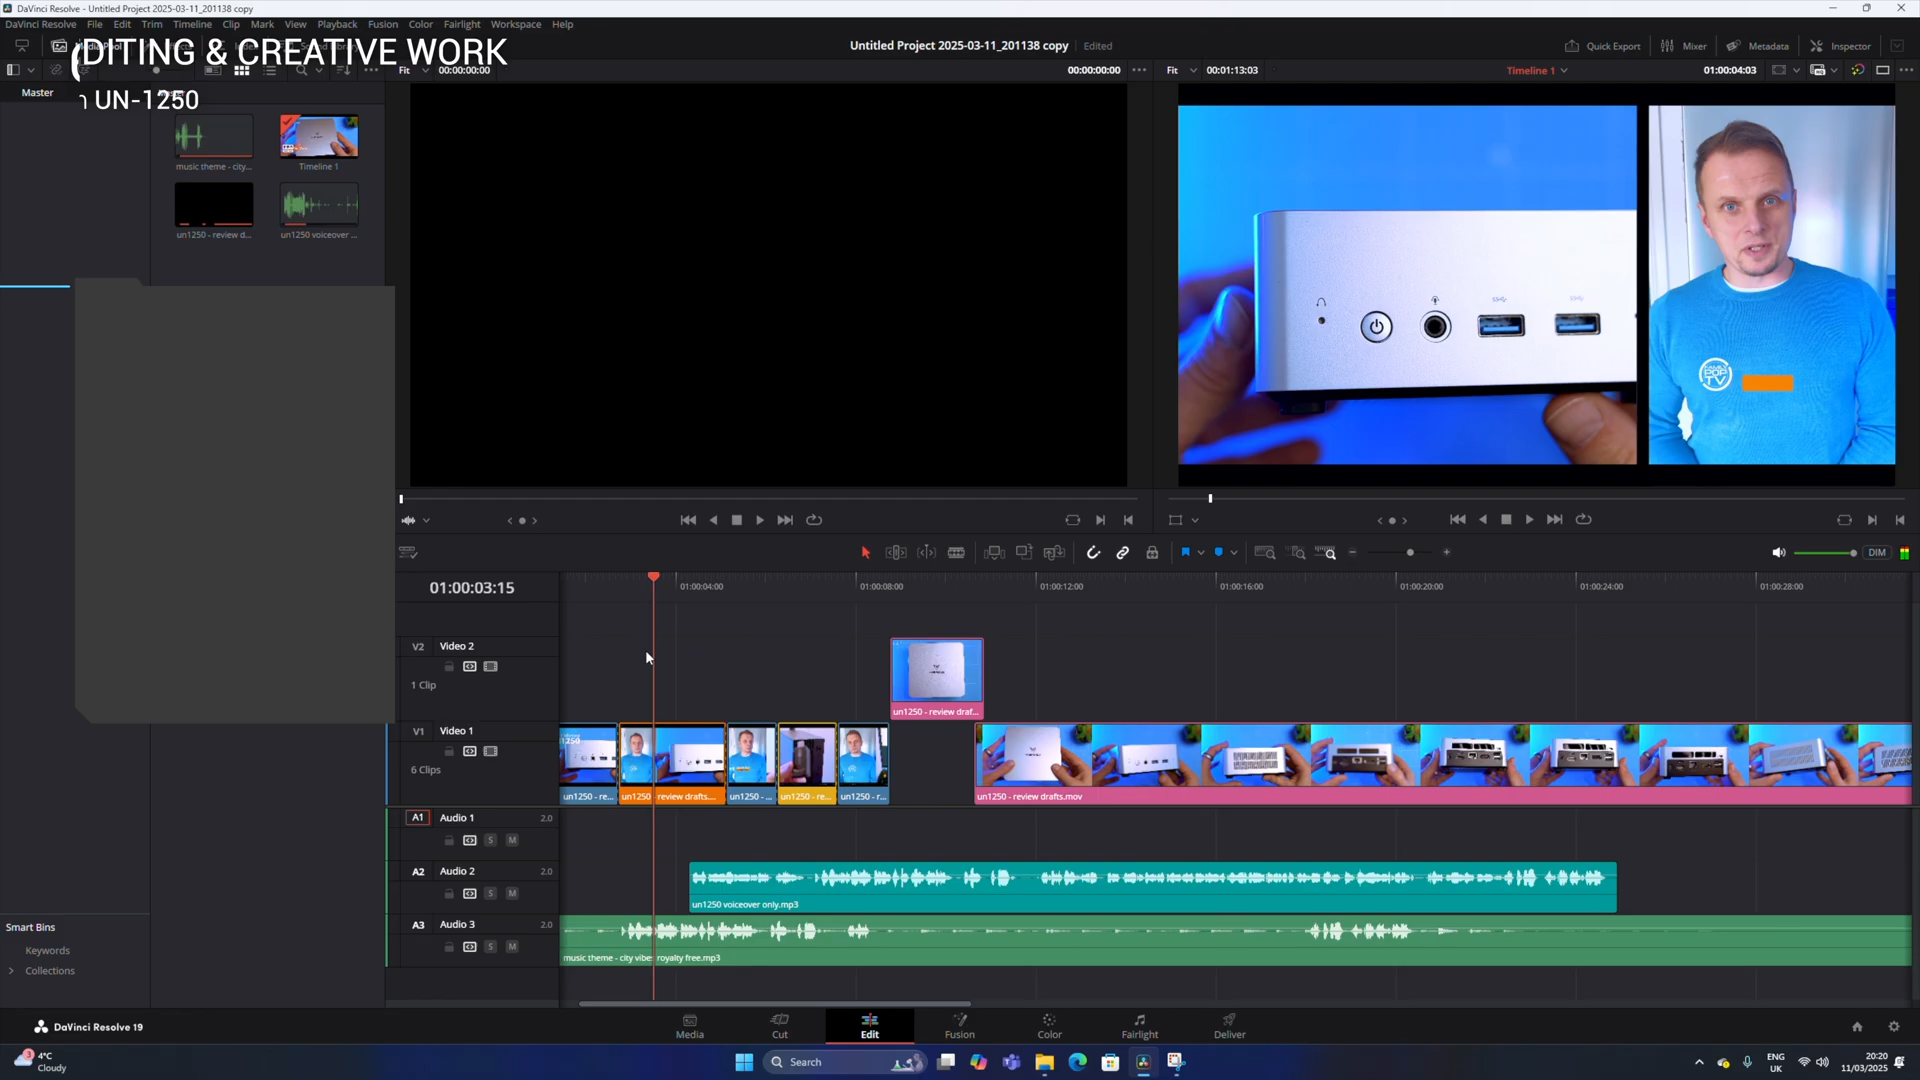 DaVinci Resolve - Untitled Project 2025-03-11_201138 copy
DaVinci Resolve File Edit Trim Timeline Clip Mark View Playback Fusion Color Fairlight Workspace Help
DITING & CREATIVE WORK
UN-1250
Untitled Project 2025-03-11_201138 copy Edited
Quick Export Mixer Metadata Inspector
Fit 00:00:00:00 00:00:00:00
Fit 00:01:13:03 Timeline 1 01:00:04:03
Master
music theme - city...
Timeline 1
un1250 - review d...
un1250 voiceover ...
POP
TV
DIM
01:00:03:15
01:00:04:00 01:00:08:00 01:00:12:00 01:00:16:00 01:00:20:00 01:00:24:00 01:00:28:00
V2 Video 2
1 Clip
un1250 - review draf...
V1 Video 1
6 Clips
un1250 - re... un1250 - review drafts.... un1250 - ... un1250 - re... un1250 - r... un1250 - review drafts.mov
A1 Audio 1 2.0
S M
A2 Audio 2 2.0
S M
un1250 voiceover only.mp3
A3 Audio 3 2.0
S M
music theme - city vibes royalty free.mp3
Smart Bins
Keywords
Collections
DaVinci Resolve 19
Media Cut Edit Fusion Color Fairlight Deliver
3
4°C
Cloudy
Search
ENG
UK
20:20
11/03/2025